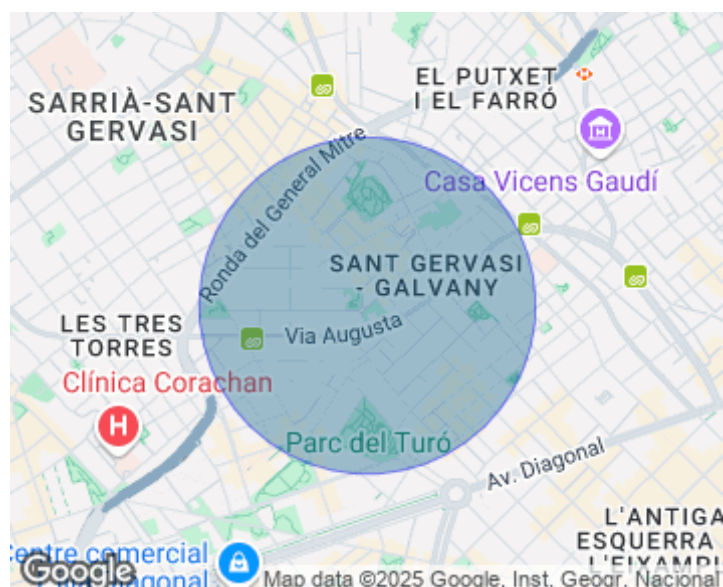 EL PUTXET
I EL FARRÓ
SARRIÀ-SANT
GERVASI
Ronda del General Mitre
Casa Vicens Gaudí
SANT GERVASI
- GALVANY
LES TRES
TORRES
Via Augusta
Clínica Corachan
H
Parc del Turó
Av. Diagonal
L'ANTIGA
ESQUERRA
L'EIXAMPL
Centre comercial
Diagonal
Google
Map data ©2025 Google, Inst. Geogr. Nacional